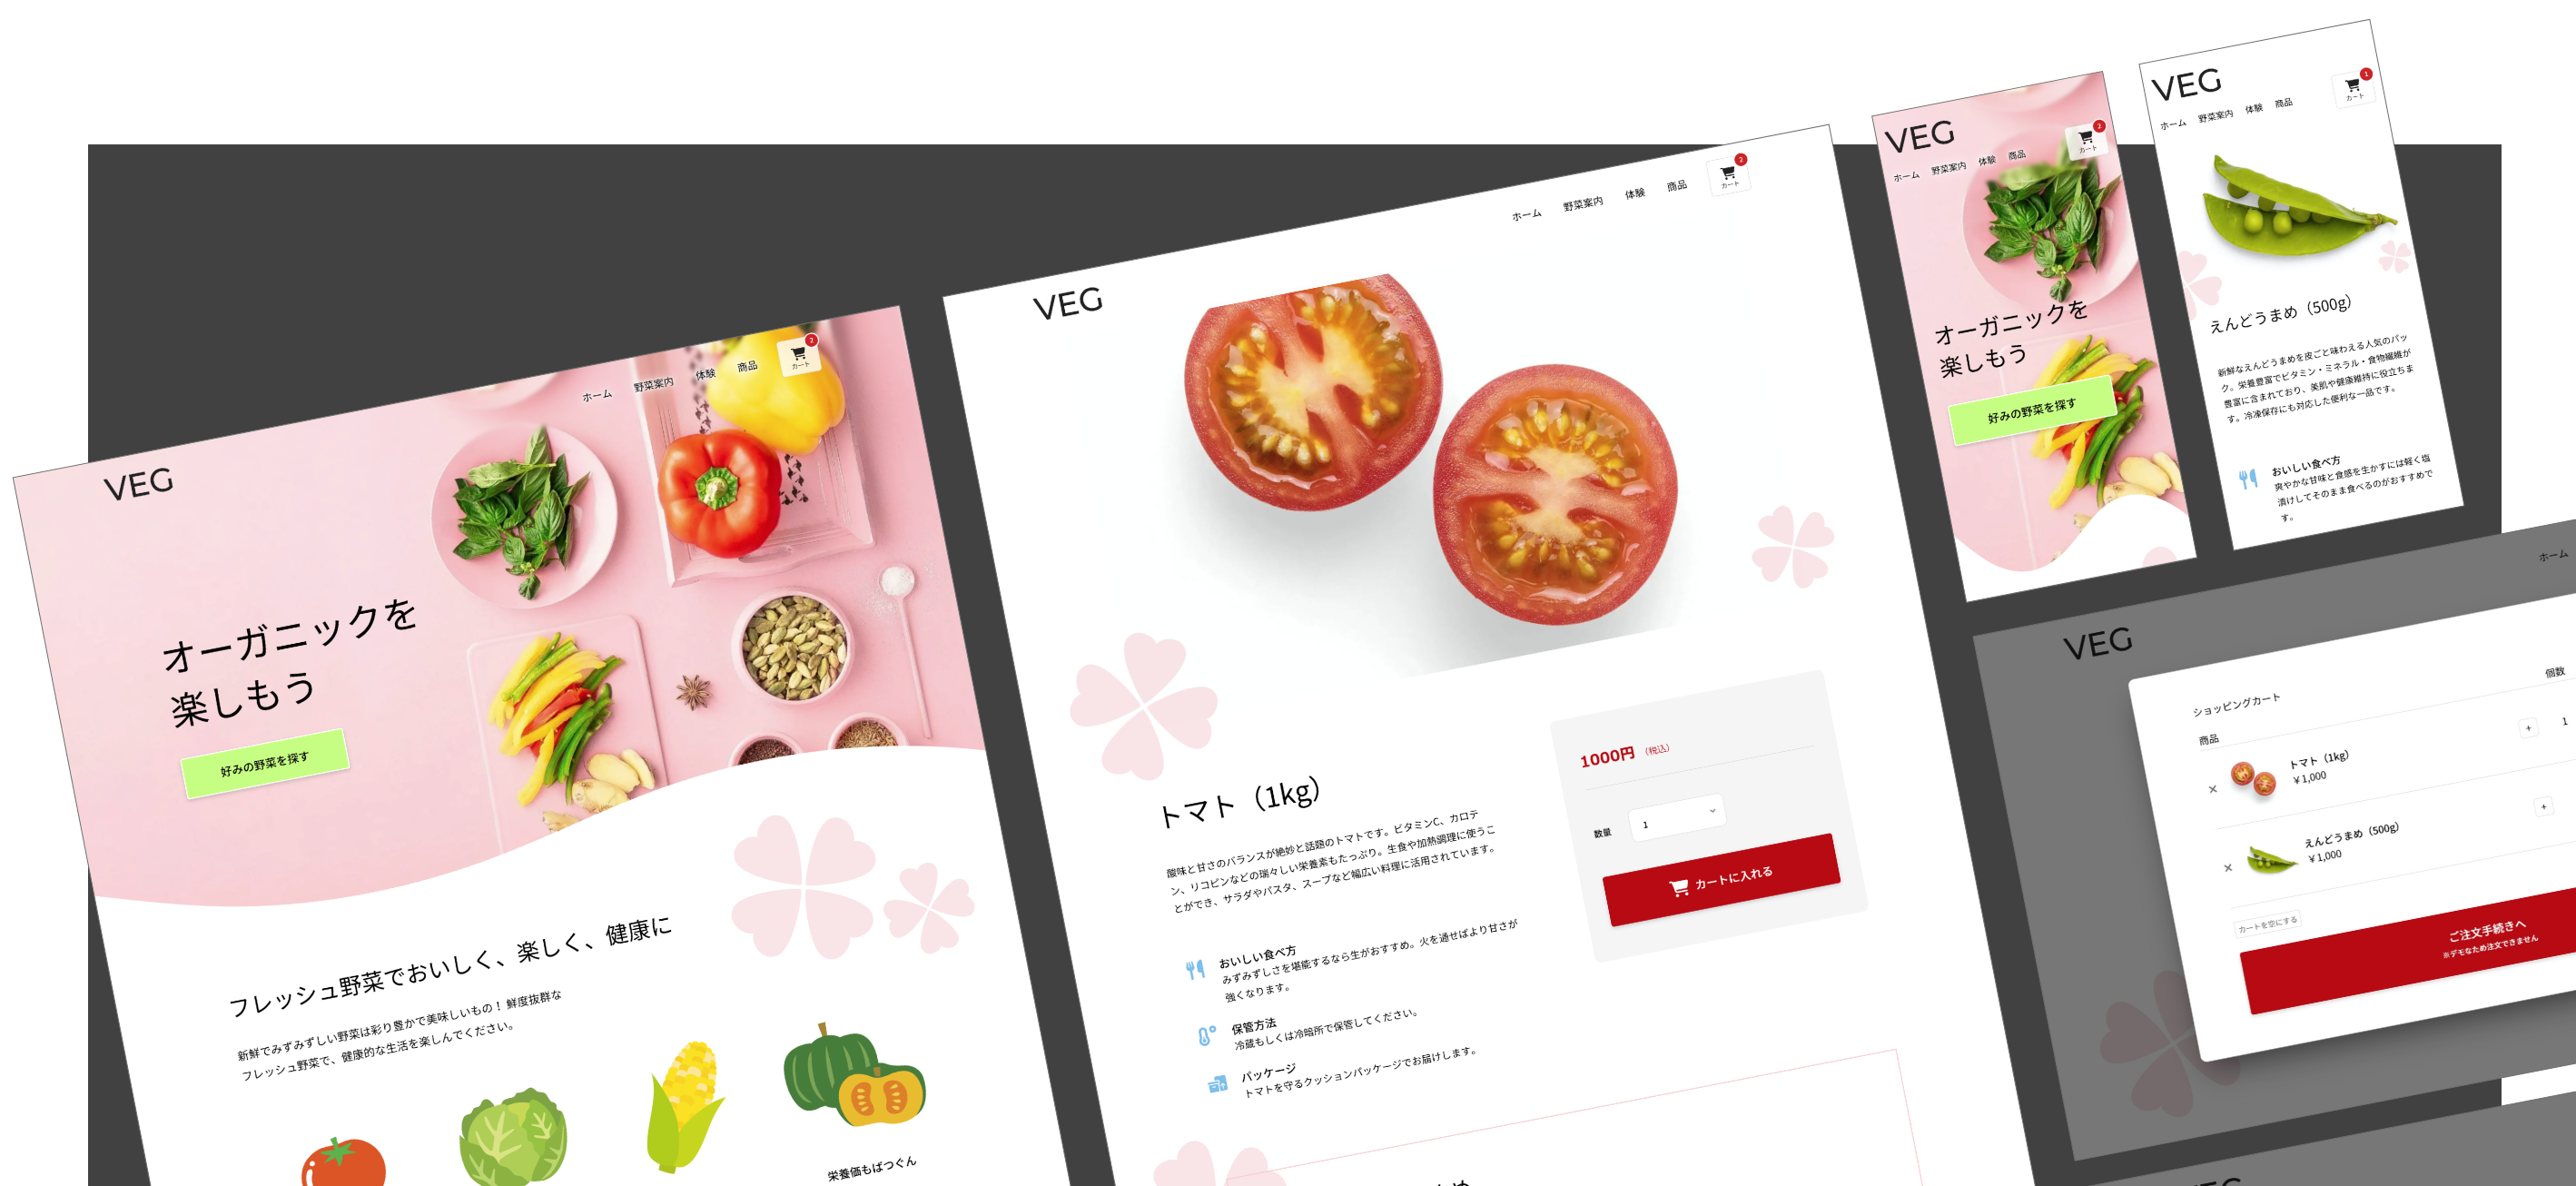 VEG
ホーム
野菜案内
体験
商品
2
カート
オーガニックを
楽しもう
好みの野菜を探す
フレッシュ野菜でおいしく、楽しく、健康に
新鮮でみずみずしい野菜は彩り豊かで美味しいもの！ 鮮度抜群な
フレッシュ野菜で、健康的な生活を楽しんでください。
栄養価もばつぐん
VEG
ホーム
野菜案内
体験
商品
カート
トマト（1kg）
酸味と甘さのバランスが絶妙と話題のトマトです。ビタミンC、カロテ
ン、リコピンなどの瑞々しい栄養素もたっぷり。生食や加熱調理に使うこ
とができ、サラダやパスタ、スープなど幅広い料理に活用されています。
おいしい食べ方
みずみずしさを堪能するなら生がおすすめ。火を通せばより甘さが
強くなります。
保管方法
冷蔵もしくは冷暗所で保管してください。
パッケージ
トマトを守るクッションパッケージでお届けします。
1000円 （税込）
数量
1
カートに入れる
VEG
ホーム
野菜案内
体験
商品
2
カート
オーガニックを
楽しもう
好みの野菜を探す
VEG
ホーム
野菜案内
体験
商品
1
カート
えんどうまめ（500g）
新鮮なえんどうまめを皮ごと味わえる人気のパッ
ク。栄養豊富でビタミン・ミネラル・食物繊維が
豊富に含まれており、美肌や健康維持に役立ちま
す。冷凍保存にも対応した便利な一品です。
おいしい食べ方
爽やかな甘味と食感を生かすには軽く塩
漬けしてそのまま食べるのがおすすめで
す。
ホーム
VEG
ショッピングカート
商品
個数
× トマト（1kg）
￥1,000
+ 1
× えんどうまめ（500g）
￥1,000
+
カートを空にする
ご注文手続きへ
※デモなため注文できません